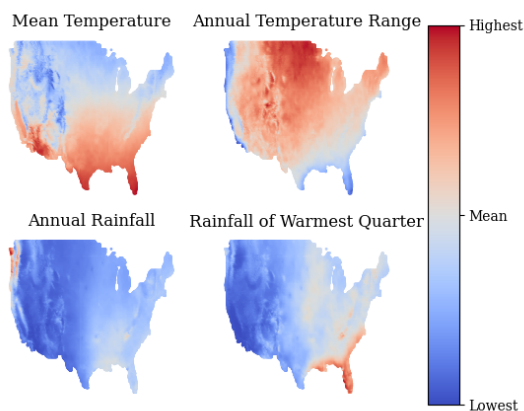 Mean Temperature
Annual Temperature Range
Highest
Mean
Annual Rainfall
Rainfall of Warmest Quarter
Lowest